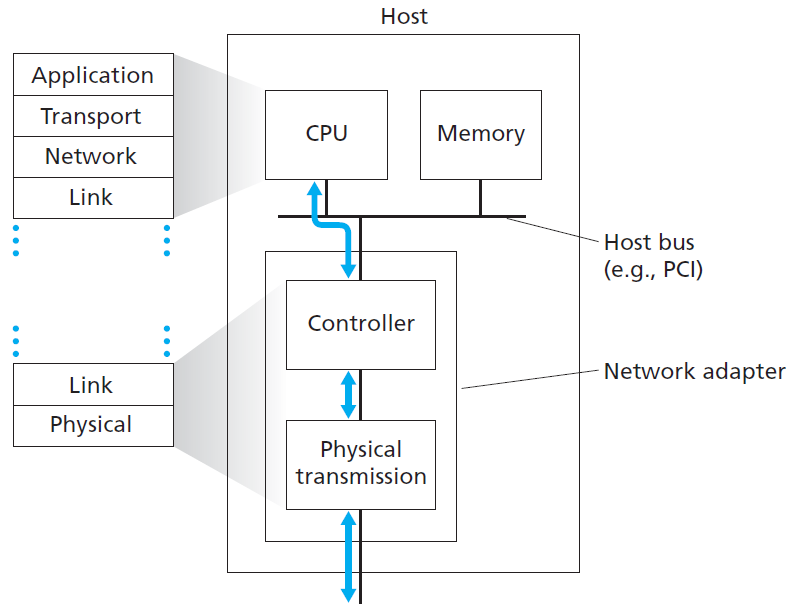 Host
Application
Transport
Network
Link
CPU
Memory
Host bus
(e.g., PCI)
Controller
Network adapter
Link
Physical
Physical
transmission